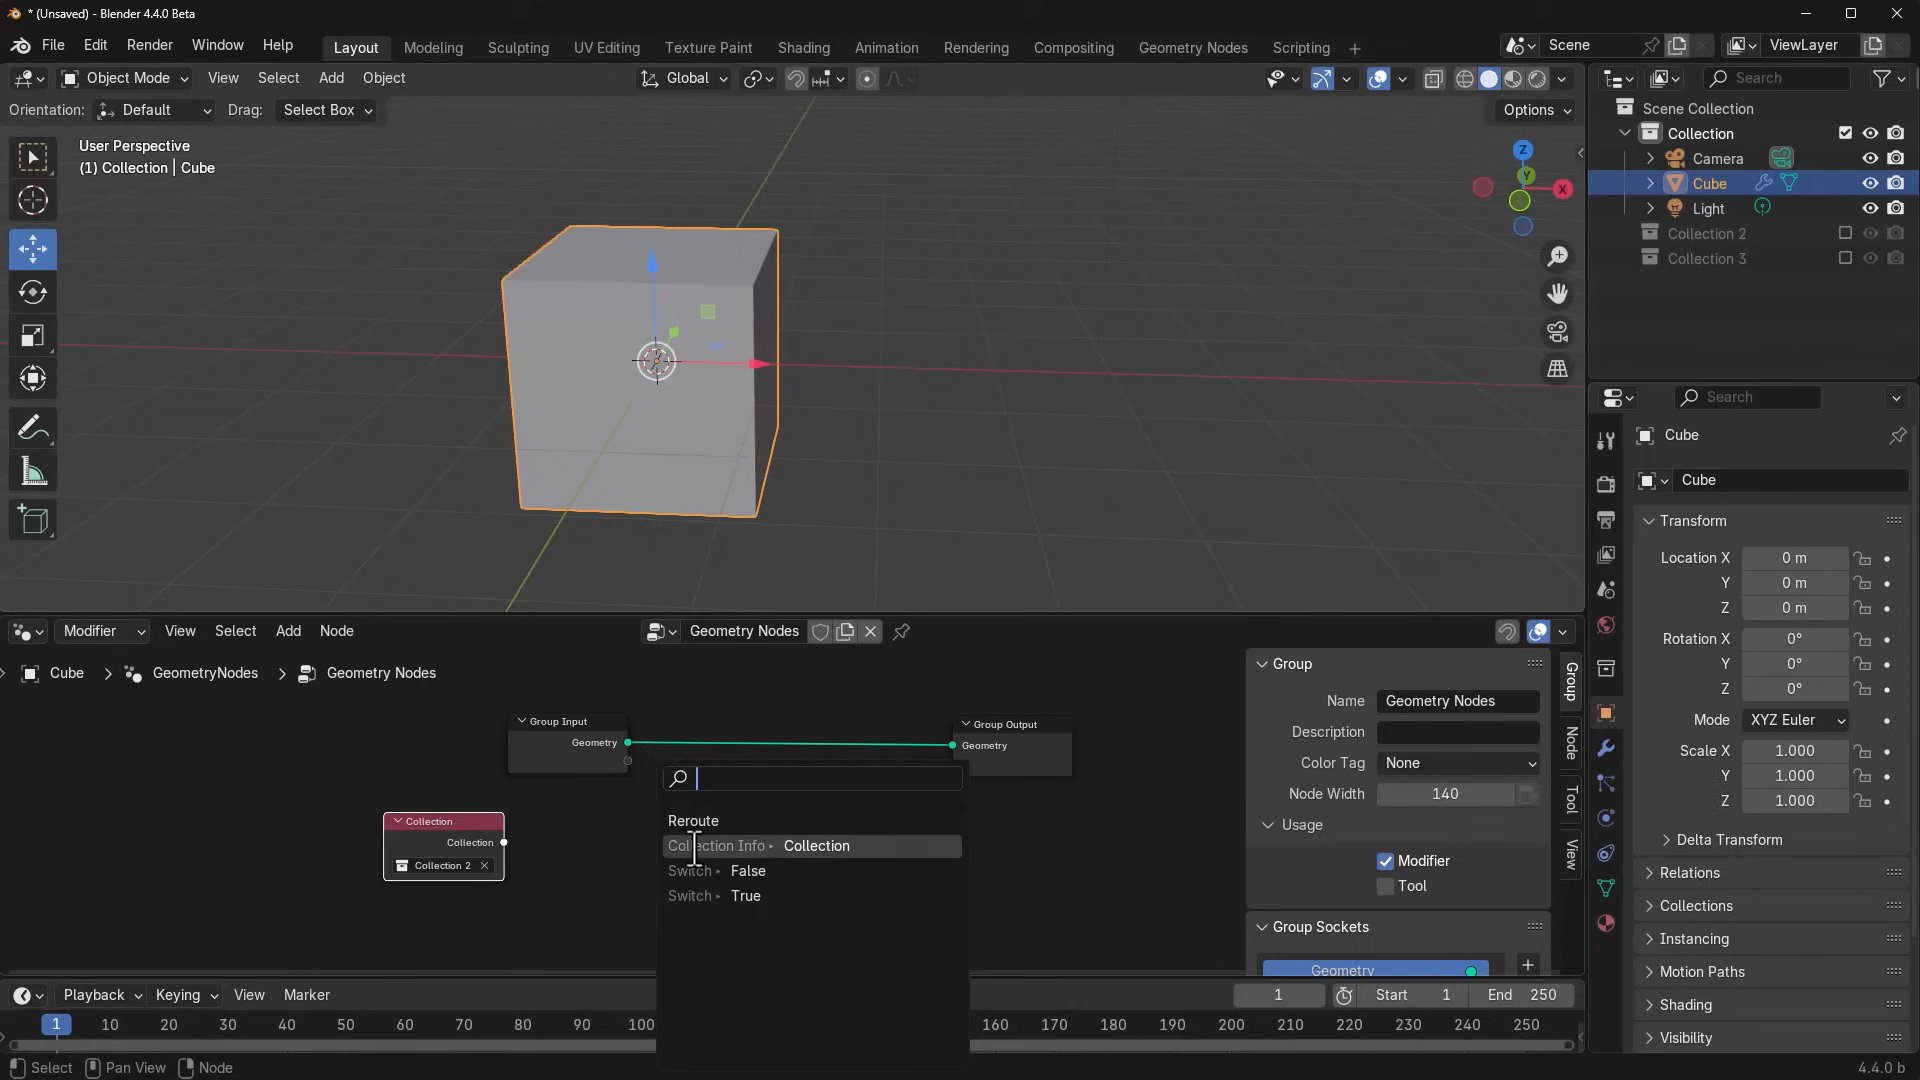 * (Unsaved) - Blender 4.4.0 Beta
File Edit Render Window Help
Layout Modeling Sculpting UV Editing Texture Paint Shading Animation Rendering Compositing Geometry Nodes Scripting +
Scene ViewLayer
Object Mode View Select Add Object Global
Search
Orientation: Default Drag: Select Box Options
User Perspective
(1) Collection | Cube
Z
Y
X
Scene Collection
Collection
Camera
Cube
Light
Collection 2
Collection 3
Search
Cube
Cube
Transform
Location X 0 m
Y 0 m
Z 0 m
Rotation X 0°
Y 0°
Z 0°
Mode XYZ Euler
Scale X 1.000
Y 1.000
Z 1.000
Delta Transform
Relations
Collections
Instancing
Motion Paths
Shading
Visibility
Modifier View Select Add Node Geometry Nodes
Cube > GeometryNodes > Geometry Nodes
Group Input
Geometry
Group Output
Geometry
Collection
Collection
Collection 2
Reroute
Collection Info ▸ Collection
Switch ▸ False
Switch ▸ True
Group
Name Geometry Nodes
Description
Color Tag None
Node Width 140
Usage
Modifier
Tool
Group Sockets
Geometry
Group
Node
Tool
View
Playback Keying View Marker 1 Start 1 End 250
1 10 20 30 40 50 60 70 80 90 100 160 170 180 190 200 210 220 230 240 250
Select Pan View Node 4.4.0 b